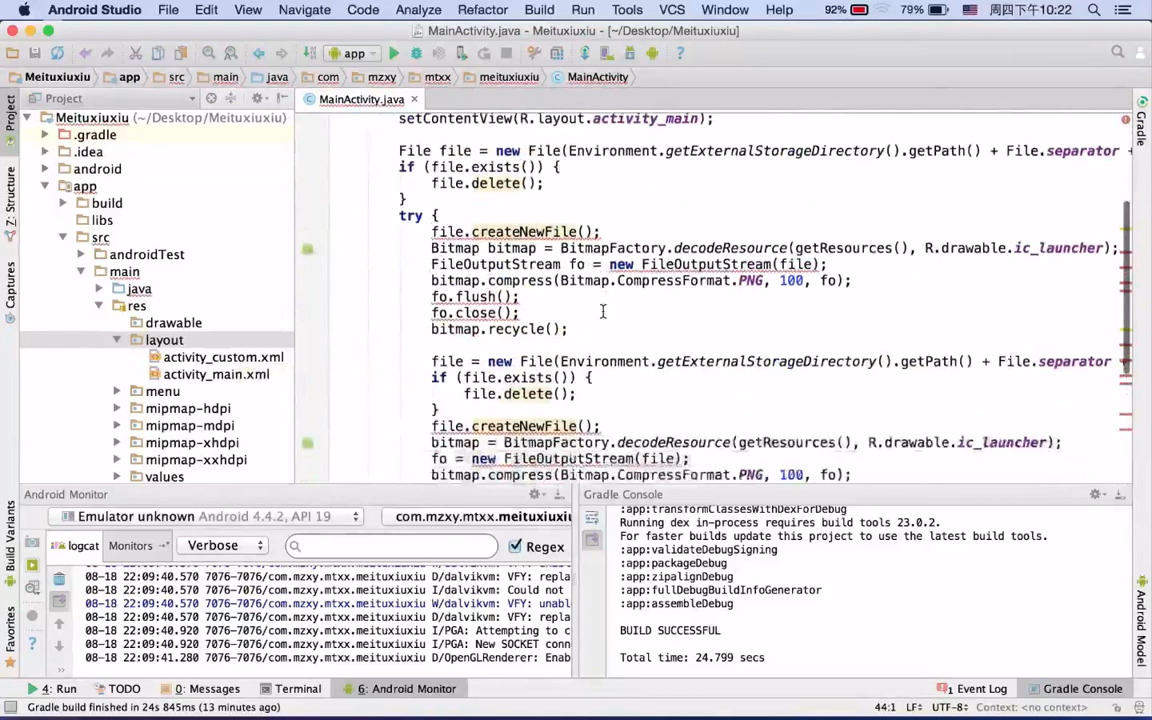 Android Studio File Edit View Navigate Code Analyze Refactor Build Run Tools VCS Window Help 92% 79% 周四下午10:22
MainActivity.java - Meituxiuxiu - [~/Desktop/Meituxiuxiu]
app
Meituxiuxiu app src main java com mzxy mtxx meituxiuxiu MainActivity
Project
MainActivity.java
Meituxiuxiu (~/Desktop/Meituxiuxiu)
.gradle
.idea
android
app
build
libs
src
androidTest
main
java
res
drawable
layout
activity_custom.xml
activity_main.xml
menu
mipmap-hdpi
mipmap-mdpi
mipmap-xhdpi
mipmap-xxhdpi
values
setContentView(R.layout.activity_main);
File file = new File(Environment.getExternalStorageDirectory().getPath() + File.separator +
if (file.exists()) {
file.delete();
}
try {
file.createNewFile();
Bitmap bitmap = BitmapFactory.decodeResource(getResources(), R.drawable.ic_launcher);
FileOutputStream fo = new FileOutputStream(file);
bitmap.compress(Bitmap.CompressFormat.PNG, 100, fo);
fo.flush();
fo.close();
bitmap.recycle();
file = new File(Environment.getExternalStorageDirectory().getPath() + File.separator
if (file.exists()) {
file.delete();
}
file.createNewFile();
bitmap = BitmapFactory.decodeResource(getResources(), R.drawable.ic_launcher);
fo = new FileOutputStream(file);
bitmap.compress(Bitmap.CompressFormat.PNG, 100, fo);
1: Project
7: Structure
Captures
Build Variants
2: Favorites
Gradle
Android Model
Android Monitor
Emulator unknown Android 4.4.2, API 19 com.mzxy.mtxx.meituxiuxiu
logcat Monitors Verbose Regex
08-18 22:09:40.570 7076-7076/com.mzxy.mtxx.meituxiuxiu D/dalvikvm: VFY: repla
08-18 22:09:40.570 7076-7076/com.mzxy.mtxx.meituxiuxiu I/dalvikvm: Could not
08-18 22:09:40.570 7076-7076/com.mzxy.mtxx.meituxiuxiu W/dalvikvm: VFY: unabl
08-18 22:09:40.570 7076-7076/com.mzxy.mtxx.meituxiuxiu D/dalvikvm: VFY: repla
08-18 22:09:40.570 7076-7076/com.mzxy.mtxx.meituxiuxiu I/PGA: Attempting to c
08-18 22:09:40.570 7076-7076/com.mzxy.mtxx.meituxiuxiu I/PGA: New SOCKET conn
08-18 22:09:41.280 7076-7076/com.mzxy.mtxx.meituxiuxiu D/OpenGLRenderer: Enab
Gradle Console
:app:transformClassesWithDexForDebug
Running dex in-process requires build tools 23.0.2.
For faster builds update this project to use the latest build tools.
:app:validateDebugSigning
:app:packageDebug
:app:zipalignDebug
:app:fullDebugBuildInfoGenerator
:app:assembleDebug
BUILD SUCCESSFUL
Total time: 24.799 secs
4: Run TODO 0: Messages Terminal 6: Android Monitor 1 Event Log Gradle Console
Gradle build finished in 24s 845ms (13 minutes ago) 44:1 LF UTF-8 Context: <no context>